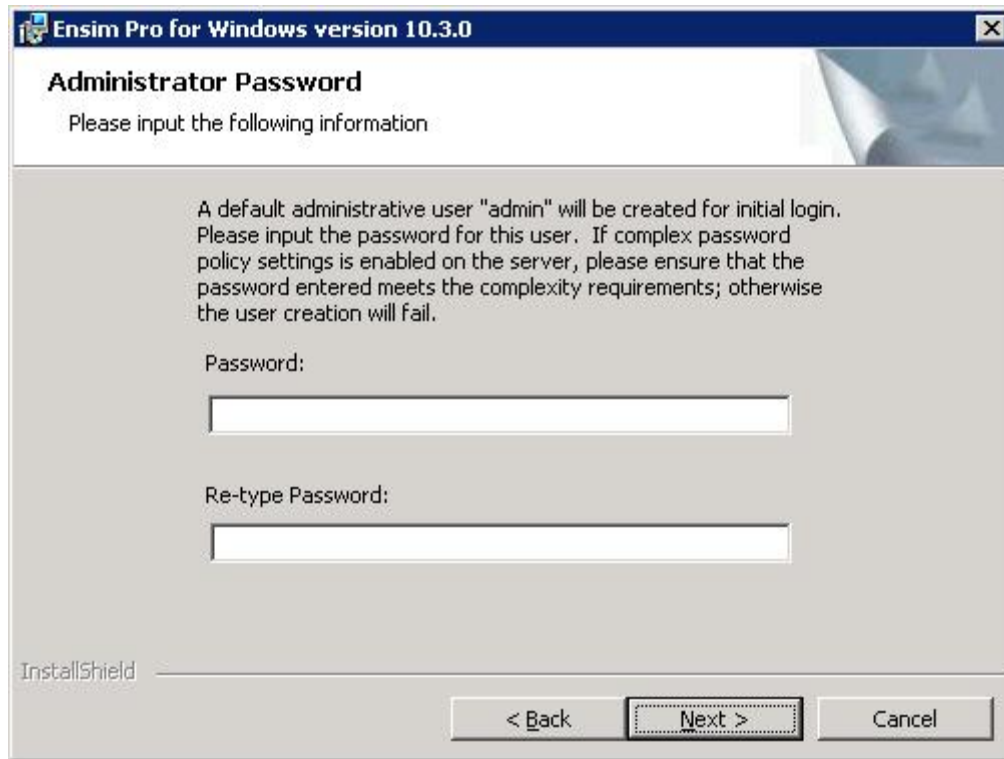 Ensim Pro for Windows version 10.3.0
Administrator Password
Please input the following information
A default administrative user "admin" will be created for initial login.
Please input the password for this user.  If complex password
policy settings is enabled on the server, please ensure that the
password entered meets the complexity requirements; otherwise
the user creation will fail.
Password:
Re-type Password:
InstallShield
< Back
Next >
Cancel